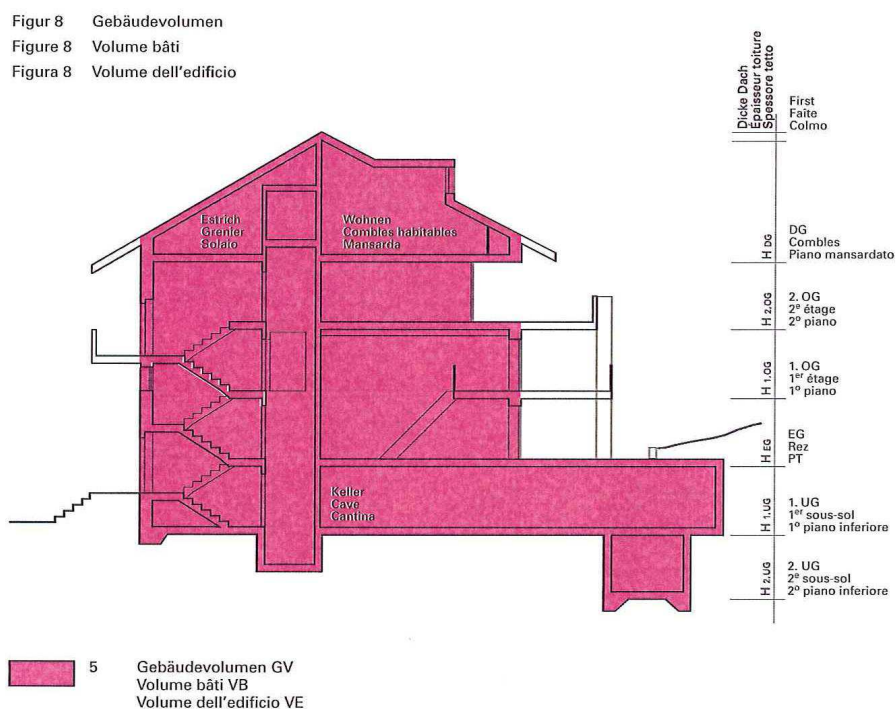 Figur 8 Gebäudevolumen
Figure 8 Volume bâti
Figura 8 Volume dell'edificio
Dicke Dach
Épaisseur toiture
Spessore tetto
First
Faîte
Colmo
Estrich
Grenier
Solaio
Wohnen
Combles habitables
Mansarda
H DG
DG
Combles
Piano mansardato
H 2.OG
2. OG
2e étage
2o piano
H 1.OG
1. OG
1er étage
1o piano
H EG
EG
Rez
PT
Keller
Cave
Cantina
H 1.UG
1. UG
1er sous-sol
1o piano inferiore
H 2.UG
2. UG
2e sous-sol
2o piano inferiore
5 Gebäudevolumen GV
Volume bâti VB
Volume dell'edificio VE